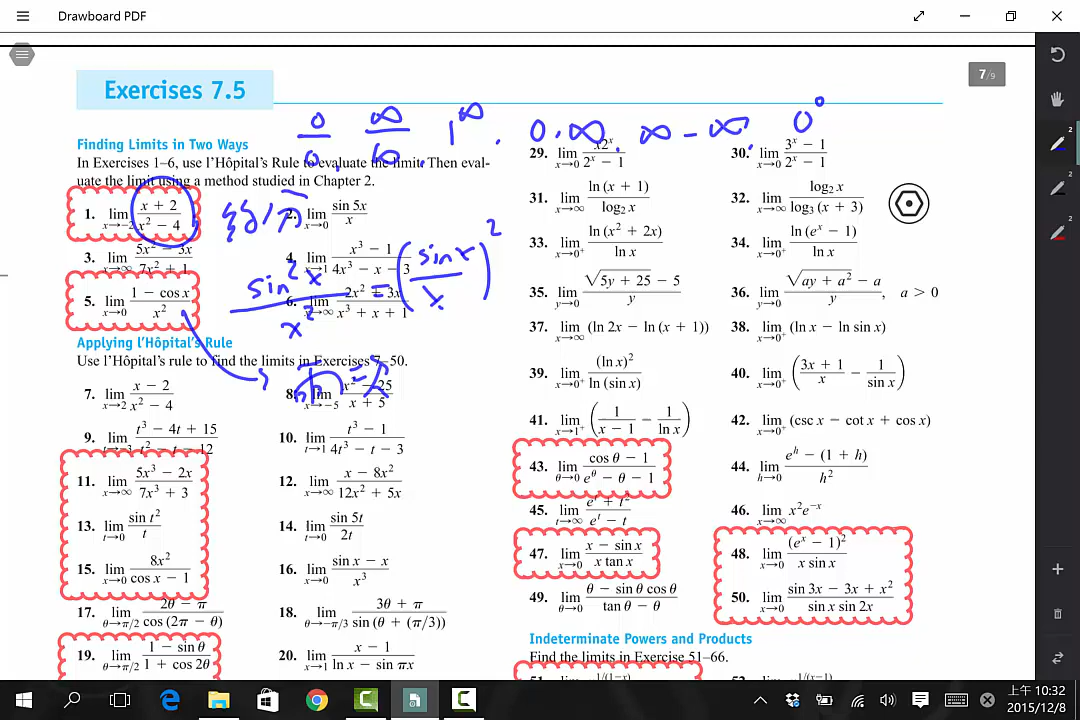 Drawboard PDF
7/9
Exercises 7.5
0/0, ∞/∞, 1^∞, 0·∞, ∞ − ∞, 0^0
Finding Limits in Two Ways
In Exercises 1–6, use l'Hôpital's Rule to evaluate the limit. Then eval-
uate the limit using a method studied in Chapter 2.
1. lim x→−2 (x + 2)/(x² − 4)
2. lim x→0 (sin 5x)/x
3. lim x→∞ (5x² − 3x)/(7x² + 1)
4. lim x→1 (x³ − 1)/(4x³ − x − 3)
sin²x/x² = (sin x/x)²
5. lim x→0 (1 − cos x)/x²
6. lim x→∞ (2x² + 3x)/(x³ + x + 1)
Applying l'Hôpital's Rule
Use l'Hôpital's rule to find the limits in Exercises 7–50.
7. lim x→2 (x − 2)/(x² − 4)
8. lim x→−5 (x² − 25)/(x + 5)
9. lim t→−3 (t³ − 4t + 15)/(t² − t − 12)
10. lim t→1 (t³ − 1)/(4t³ − t − 3)
11. lim x→∞ (5x³ − 2x)/(7x³ + 3)
12. lim x→∞ (x − 8x²)/(12x² + 5x)
13. lim t→0 (sin t²)/t
14. lim t→0 (sin 5t)/(2t)
15. lim x→0 8x²/(cos x − 1)
16. lim x→0 (sin x − x)/x³
17. lim θ→π/2 (2θ − π)/cos (2π − θ)
18. lim θ→−π/3 (3θ + π)/sin (θ + (π/3))
19. lim θ→π/2 (1 − sin θ)/(1 + cos 2θ)
20. lim x→1 (x − 1)/(ln x − sin πx)
29. lim x→0 x2ˣ/(2ˣ − 1)
30. lim x→0 (3ˣ − 1)/(2ˣ − 1)
31. lim x→∞ ln (x + 1)/log₂ x
32. lim x→∞ log₂ x/log₃ (x + 3)
33. lim x→0⁺ ln (x² + 2x)/ln x
34. lim x→0⁺ ln (eˣ − 1)/ln x
35. lim y→0 (√(5y + 25) − 5)/y
36. lim y→0 (√(ay + a²) − a)/y, a > 0
37. lim x→∞ (ln 2x − ln (x + 1))
38. lim x→0⁺ (ln x − ln sin x)
39. lim x→0⁺ (ln x)²/ln (sin x)
40. lim x→0⁺ ((3x + 1)/x − 1/sin x)
41. lim x→1⁺ (1/(x − 1) − 1/ln x)
42. lim x→0⁺ (csc x − cot x + cos x)
43. lim θ→0 (cos θ − 1)/(e^θ − θ − 1)
44. lim h→0 (eʰ − (1 + h))/h²
45. lim t→∞ (eᵗ + t²)/(eᵗ − t)
46. lim x→∞ x²e⁻ˣ
47. lim x→0 (x − sin x)/(x tan x)
48. lim x→0 (eˣ − 1)²/(x sin x)
49. lim θ→0 (θ − sin θ cos θ)/(tan θ − θ)
50. lim x→0 (sin 3x − 3x + x²)/(sin x sin 2x)
Indeterminate Powers and Products
Find the limits in Exercises 51–66.
上午 10:32
2015/12/8